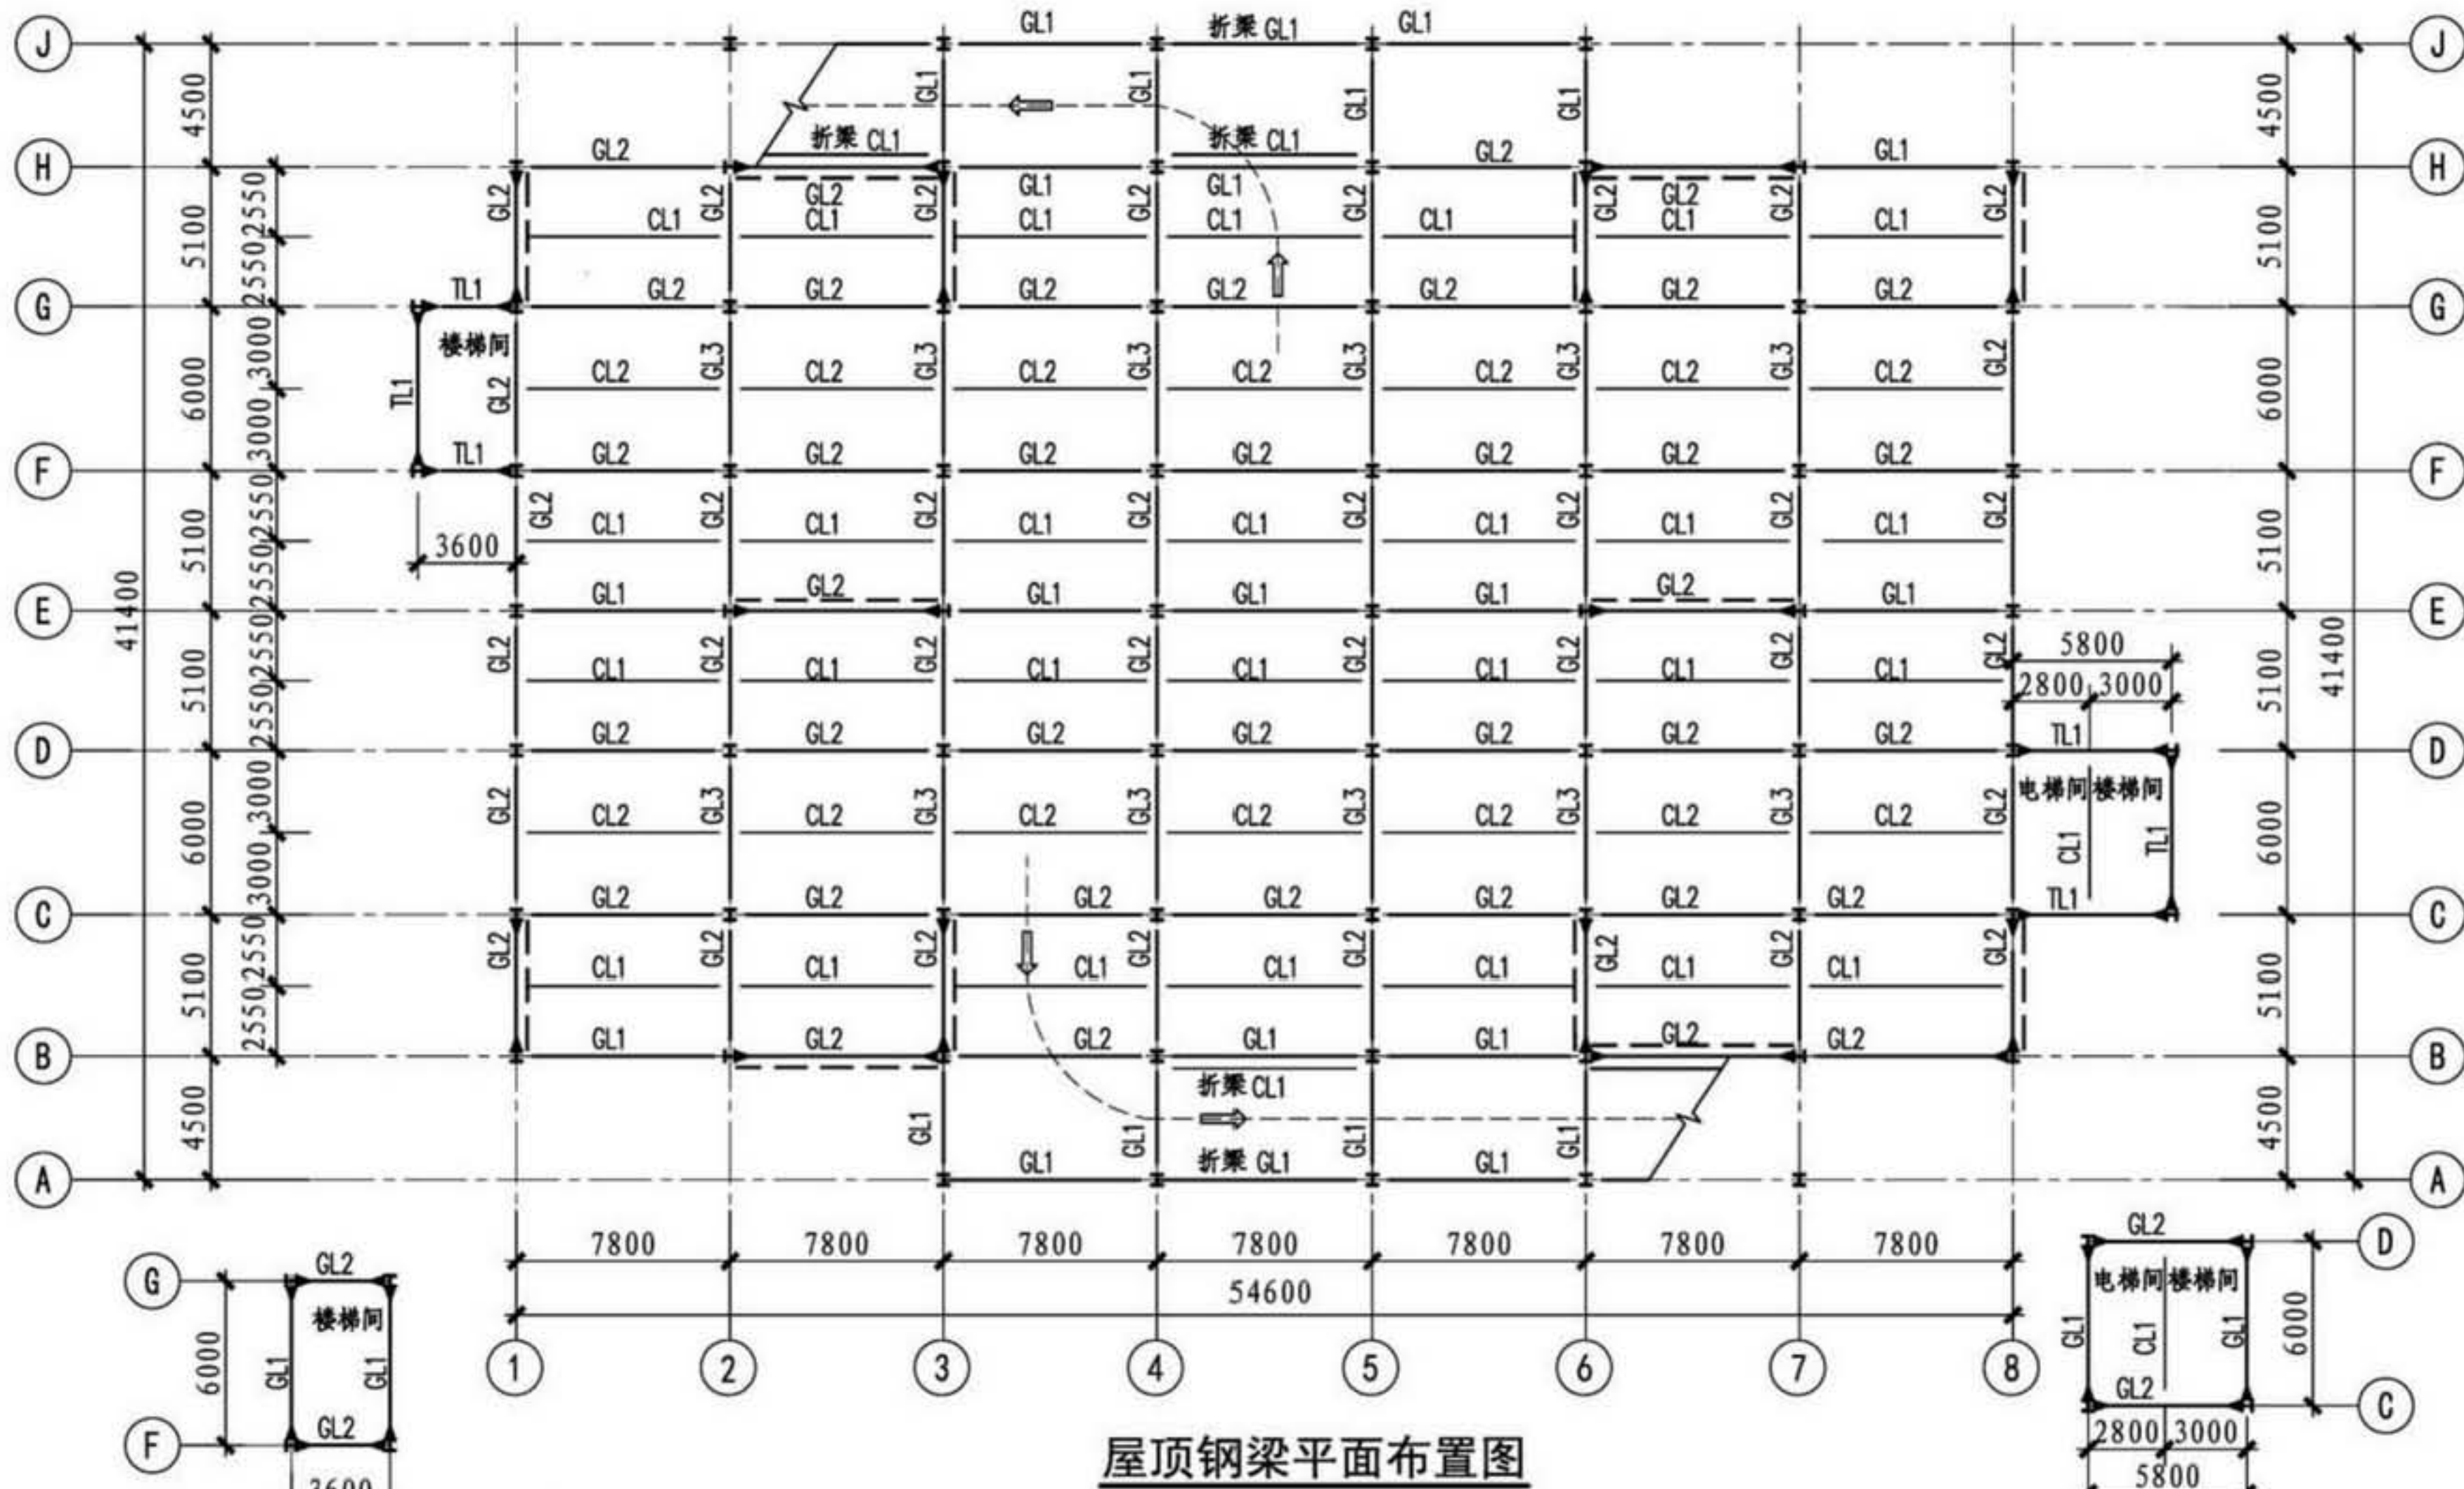 J GL1 折梁 GL1 GL1 J
4500 GL1 GL1 GL1 GL1 4500
折梁 CL1 折梁 CL1
H GL2 GL2 GL1 H
GL2 GL2 GL2 GL2 GL1 GL2 GL1 GL2 GL2 GL2 GL2 GL2
5100 2550 2550 CL1 CL1 CL1 CL1 CL1 CL1 CL1 5100
G TL1 GL2 GL2 GL2 GL2 GL2 GL2 GL2 G
楼梯间
6000 3000 3000 TL1 GL2 GL3 GL3 GL3 GL3 GL3 GL3 GL2 6000
CL2 CL2 CL2 CL2 CL2 CL2 CL2
F TL1 GL2 GL2 GL2 GL2 GL2 GL2 GL2 F
5100 2550 2550 GL2 GL2 GL2 GL2 GL2 GL2 GL2 GL2 5100
3600 CL1 CL1 CL1 CL1 CL1 CL1 CL1
41400 41400
E GL1 GL2 GL1 GL1 GL1 GL2 GL1 E
5100 2550 2550 GL2 GL2 GL2 GL2 GL2 GL2 GL2 GL2 5800 5100
CL1 CL1 CL1 CL1 CL1 CL1 CL1 2800 3000
D GL2 GL2 GL2 GL2 GL2 GL2 GL2 TL1 D
电梯间 楼梯间
6000 3000 3000 GL2 GL3 GL3 GL3 GL3 GL3 GL3 GL2 CL1 TL1 6000
CL2 CL2 CL2 CL2 CL2 CL2 CL2
C GL2 GL2 GL2 GL2 GL2 GL2 GL2 TL1 C
5100 2550 2550 GL2 GL2 GL2 GL2 GL2 GL2 GL2 GL2 5100
CL1 CL1 CL1 CL1 CL1 CL1 CL1
B GL1 GL2 GL2 GL1 GL1 GL2 GL2 B
折梁 CL1
4500 GL1 GL1 GL1 GL1 4500
A GL1 折梁 GL1 GL1 A
7800 7800 7800 7800 7800 7800 7800
54600
1 2 3 4 5 6 7 8
G GL2
楼梯间
6000 GL1 GL1
F GL2
3600
GL2 D
电梯间 楼梯间
GL1 CL1 GL1 6000
GL2 C
2800 3000
5800
屋顶钢梁平面布置图